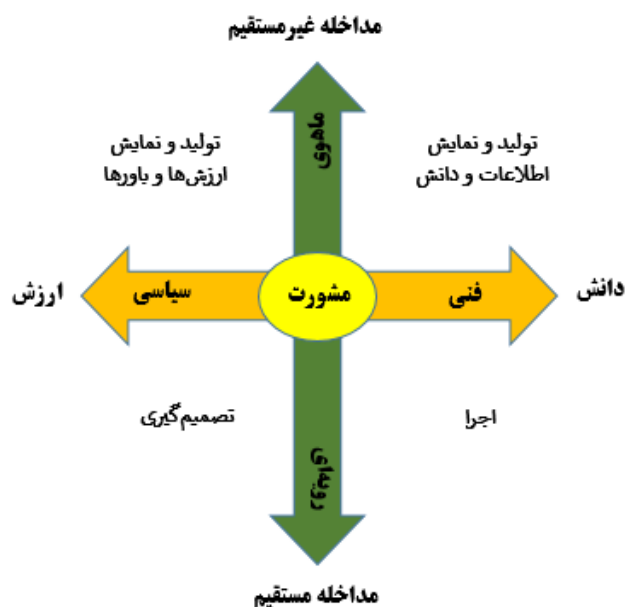 مداخله غیرمستقیم
ماهوی
تولید و نمایش
اطلاعات و دانش
تولید و نمایش
ارزش‌ها و باورها
دانش
فنی
مشورت
سیاسی
ارزش
اجرا
تصمیم‌گیری
رویه‌ای
مداخله مستقیم